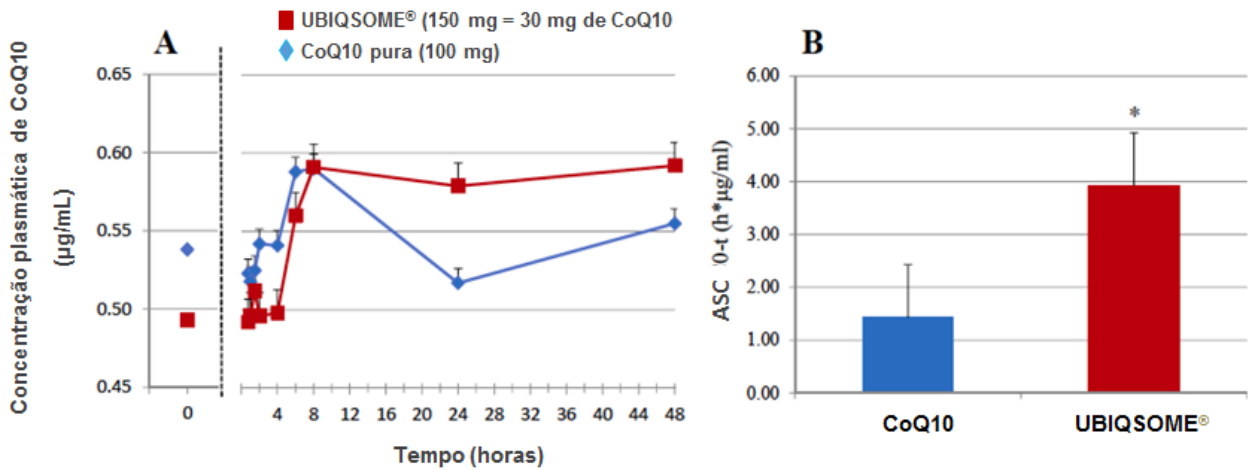 UBIQSOME® (150 mg = 30 mg de CoQ10
CoQ10 pura (100 mg)
A
Concentração plasmática de CoQ10
(µg/mL)
0.65
0.60
0.55
0.50
0.45
0
4
8
12
16
20
24
28
32
36
40
44
48
Tempo (horas)
B
ASC '0-t (h*µg/ml)
6.00
5.00
4.00
3.00
2.00
1.00
0.00
*
CoQ10
UBIQSOME®